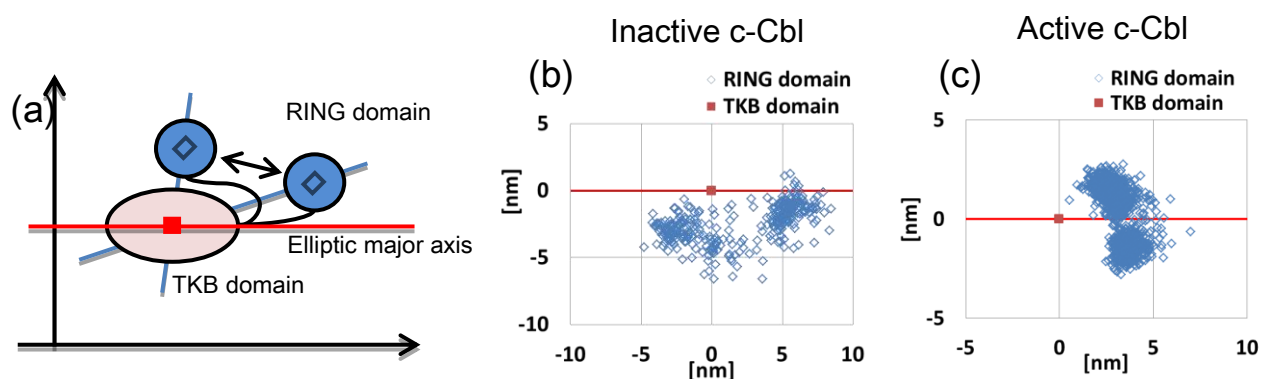 (a)
RING domain
Elliptic major axis
TKB domain
Inactive c-Cbl
(b)
RING domain
TKB domain
5
0
-5
-10
[nm]
-10 -5 0 5 10
[nm]
Active c-Cbl
(c)
RING domain
TKB domain
5
0
-5
[nm]
-5 0 5 10
[nm]